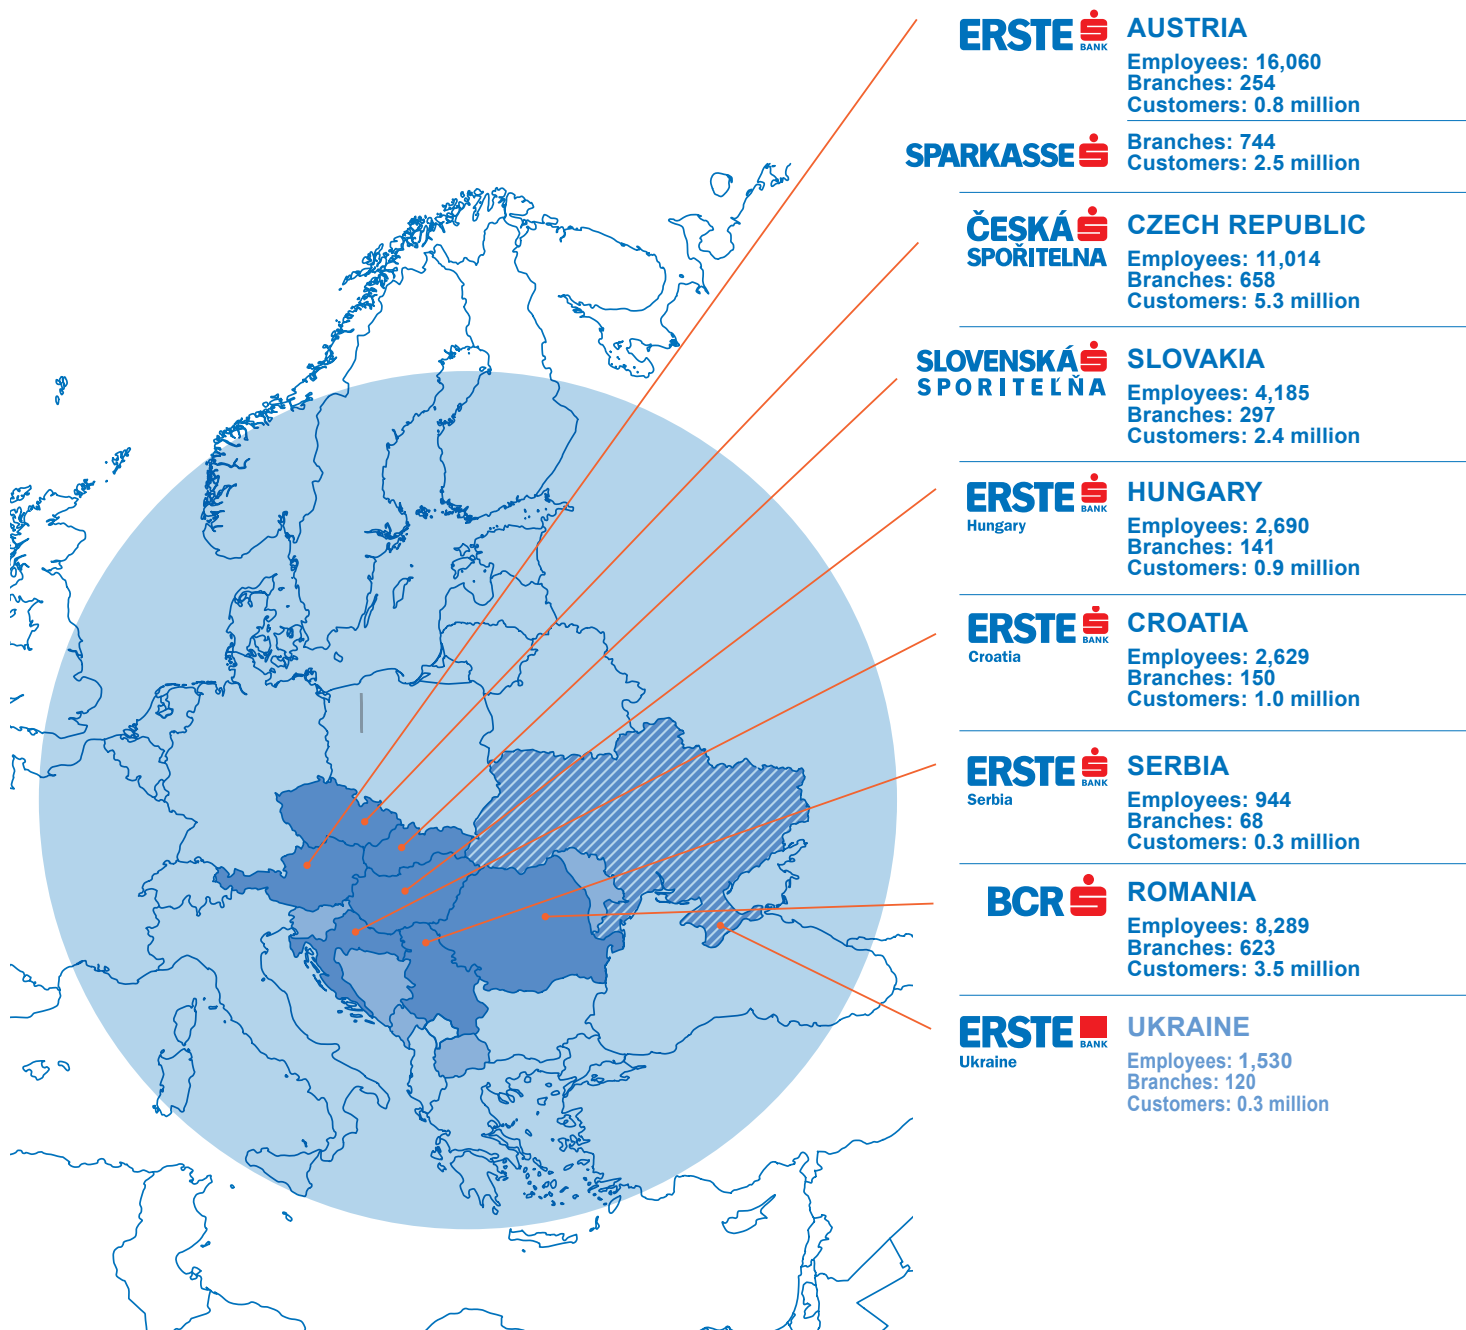 ERSTE BANK
AUSTRIA
Employees: 16,060
Branches: 254
Customers: 0.8 million
SPARKASSE
Branches: 744
Customers: 2.5 million
ČESKÁ
SPOŘITELNA
CZECH REPUBLIC
Employees: 11,014
Branches: 658
Customers: 5.3 million
SLOVENSKÁ
SPORITEĽŇA
SLOVAKIA
Employees: 4,185
Branches: 297
Customers: 2.4 million
ERSTE BANK
Hungary
HUNGARY
Employees: 2,690
Branches: 141
Customers: 0.9 million
ERSTE BANK
Croatia
CROATIA
Employees: 2,629
Branches: 150
Customers: 1.0 million
ERSTE BANK
Serbia
SERBIA
Employees: 944
Branches: 68
Customers: 0.3 million
BCR
ROMANIA
Employees: 8,289
Branches: 623
Customers: 3.5 million
ERSTE BANK
Ukraine
UKRAINE
Employees: 1,530
Branches: 120
Customers: 0.3 million